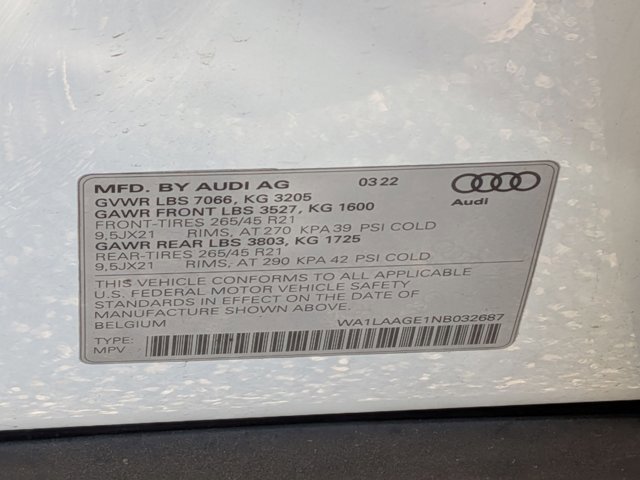 MFD. BY AUDI AG 03 22
GVWR LBS 7066, KG 3205
GAWR FRONT LBS 3527, KG 1600
FRONT-TIRES 265/45 R21
9,5JX21 RIMS, AT 270 KPA 39 PSI COLD
GAWR REAR LBS 3803, KG 1725
REAR-TIRES 265/45 R21
9,5JX21 RIMS, AT 290 KPA 42 PSI COLD
Audi
THIS VEHICLE CONFORMS TO ALL APPLICABLE
U.S. FEDERAL MOTOR VEHICLE SAFETY
STANDARDS IN EFFECT ON THE DATE OF
MANUFACTURE SHOWN ABOVE.
BELGIUM WA1LAAGE1NB032687
TYPE:
MPV